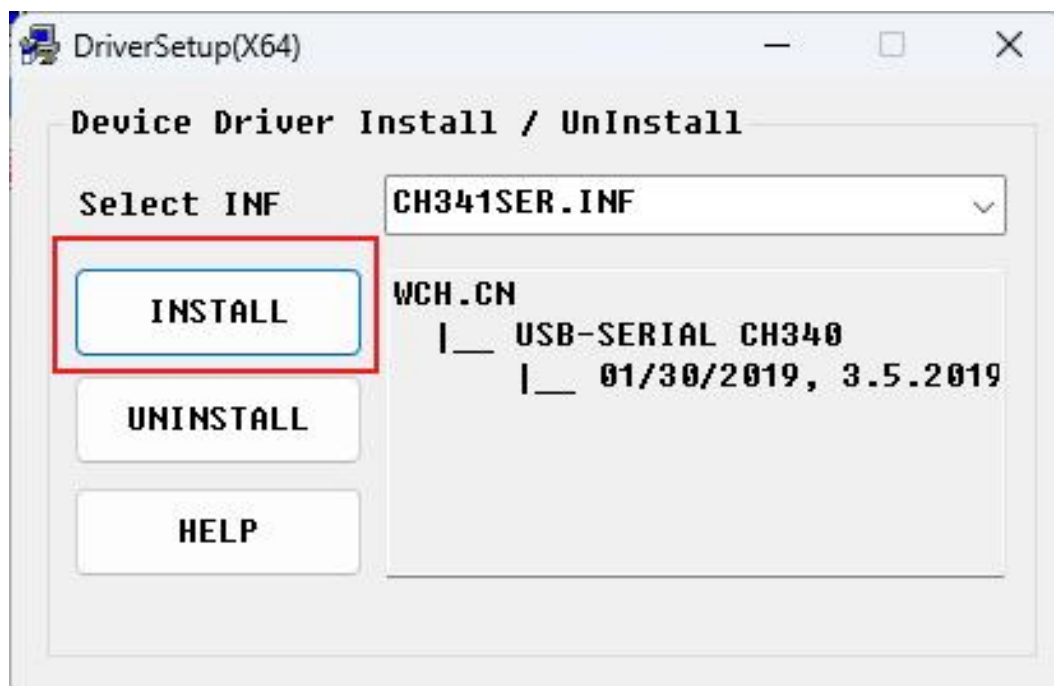 DriverSetup(X64)
Device Driver Install / UnInstall
Select INF
CH341SER.INF
INSTALL
WCH.CN
|__ USB-SERIAL CH340
|__ 01/30/2019, 3.5.2019
UNINSTALL
HELP